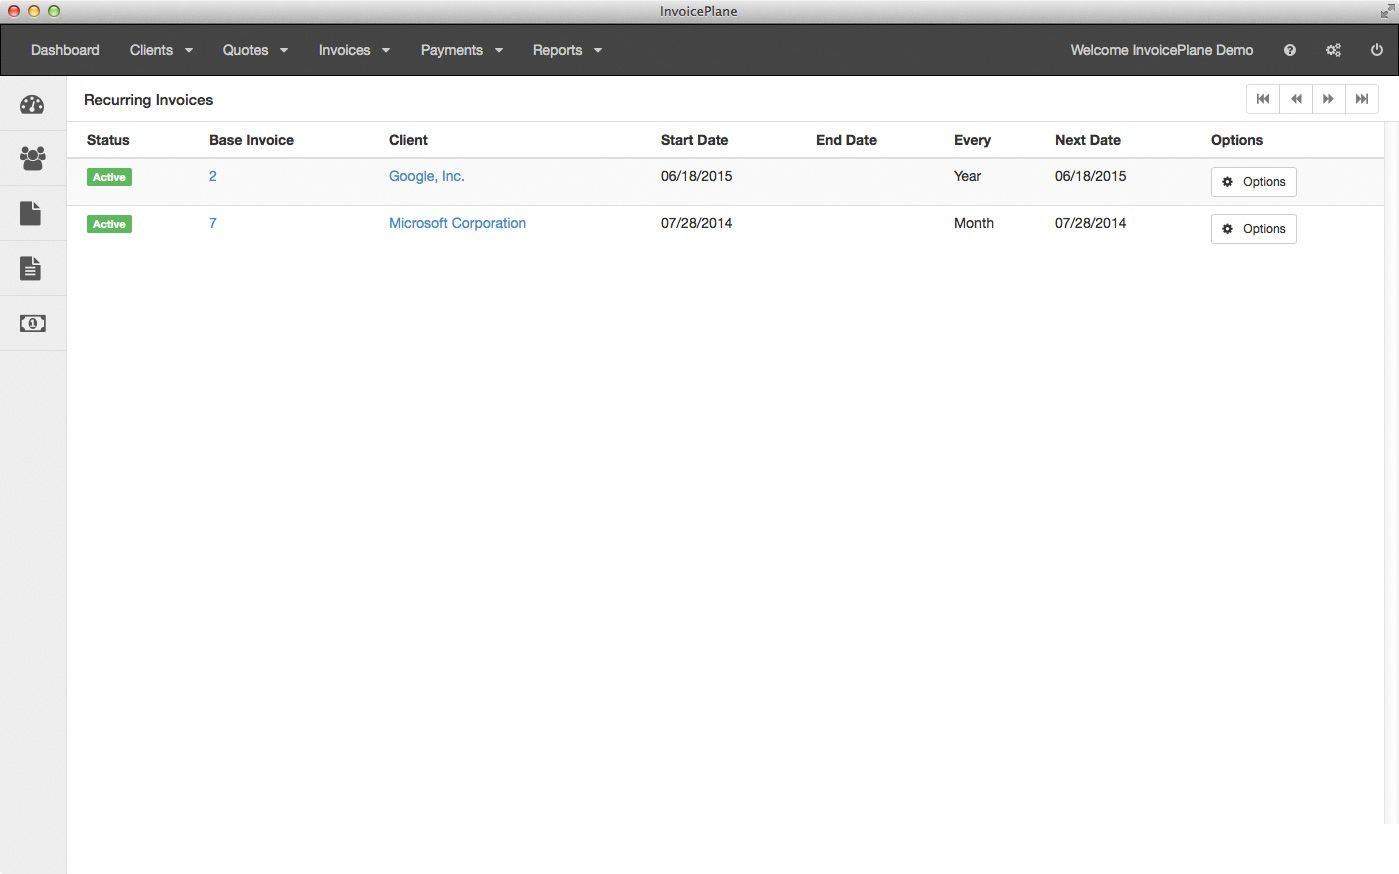 InvoicePlane
Dashboard Clients Quotes Invoices Payments Reports Welcome InvoicePlane Demo
Recurring Invoices
Status Base Invoice Client Start Date End Date Every Next Date Options
Active 2 Google, Inc. 06/18/2015 Year 06/18/2015 Options
Active 7 Microsoft Corporation 07/28/2014 Month 07/28/2014 Options